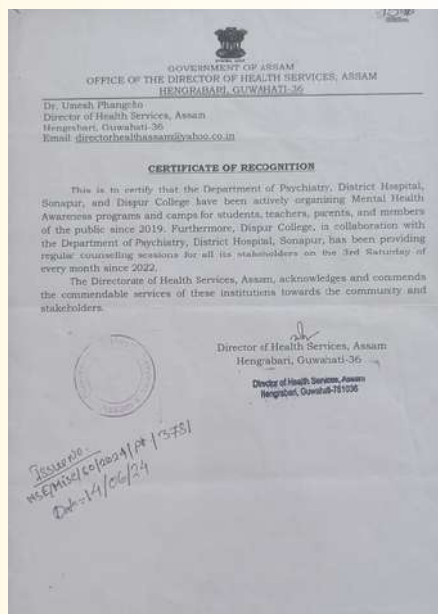 GOVERNMENT OF ASSAM
OFFICE OF THE DIRECTOR OF HEALTH SERVICES, ASSAM
HENGRABARI, GUWAHATI-36
Dr. Umesh Phangcho
Director of Health Services, Assam
Hengrabari, Guwahati-36
Email: directorhealthassam@yahoo.co.in
CERTIFICATE OF RECOGNITION
This is to certify that the Department of Psychiatry, District Hospital,
Sonapur, and Dispur College have been actively organizing Mental Health
Awareness programs and camps for students, teachers, parents, and members
of the public since 2019. Furthermore, Dispur College, in collaboration with
the Department of Psychiatry, District Hospital, Sonapur, has been providing
regular counseling sessions for all its stakeholders on the 3rd Saturday of
every month since 2022.
The Directorate of Health Services, Assam, acknowledges and commends
the commendable services of these institutions towards the community and
stakeholders.
Director of Health Services, Assam
Hengrabari, Guwahati-36
Director of Health Services, Assam
Hengrabari, Guwahati-781036
Issue No.
HSE/Misc/60/2024/Pt/13781
Date-14/06/24